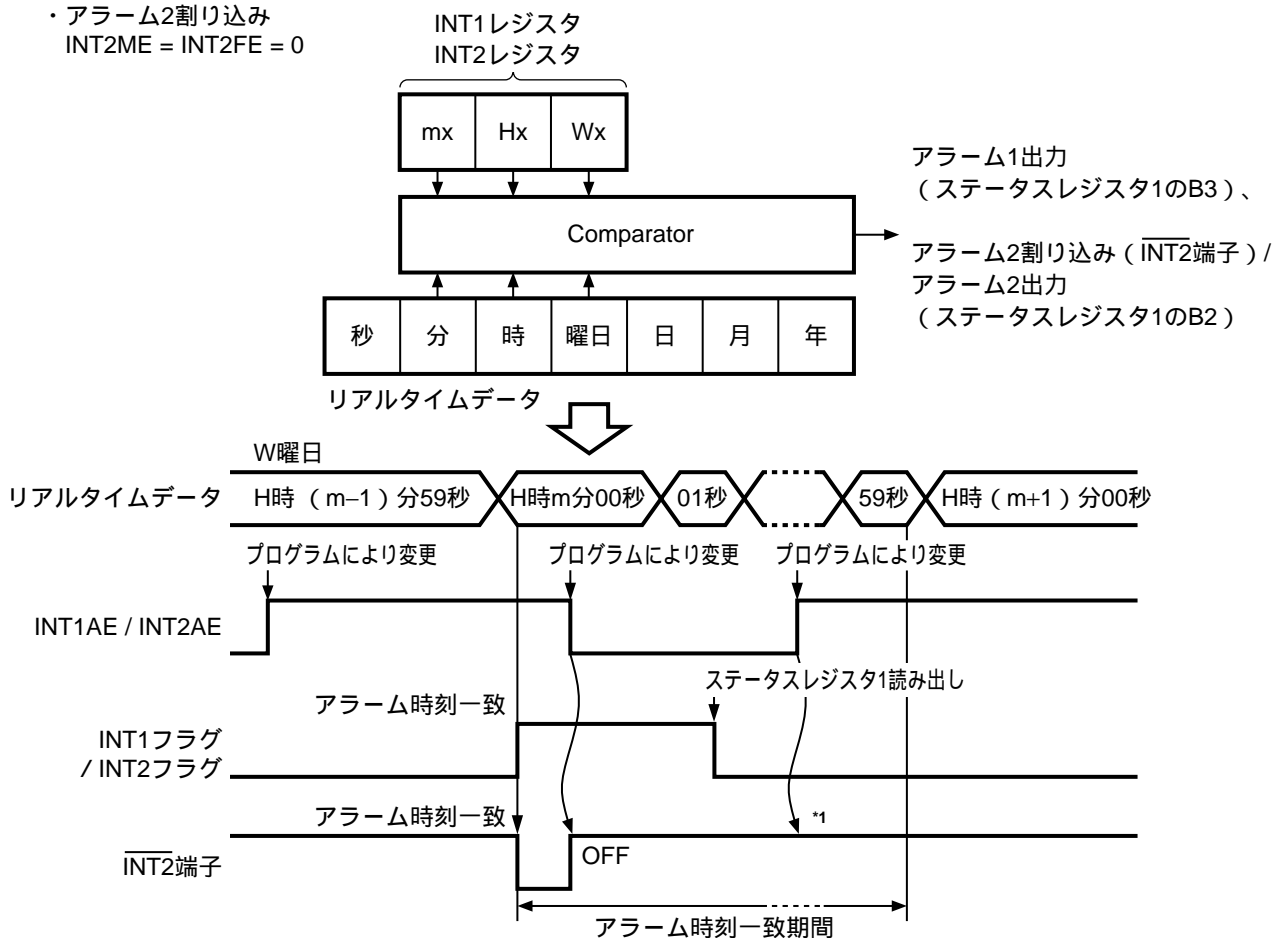 ・アラーム2割り込み
INT2ME = INT2FE = 0
INT1レジスタ
INT2レジスタ
mx Hx Wx
Comparator
アラーム1出力
（ステータスレジスタ1のB3）、
アラーム2割り込み（INT2端子）/
アラーム2出力
（ステータスレジスタ1のB2）
秒 分 時 曜日 日 月 年
リアルタイムデータ
W曜日
リアルタイムデータ H時（m–1）分59秒 H時m分00秒 01秒 59秒 H時（m+1）分00秒
プログラムにより変更 プログラムにより変更 プログラムにより変更
INT1AE / INT2AE
ステータスレジスタ1読み出し
アラーム時刻一致
INT1フラグ
/ INT2フラグ
アラーム時刻一致 *1
OFF
INT2端子
アラーム時刻一致期間